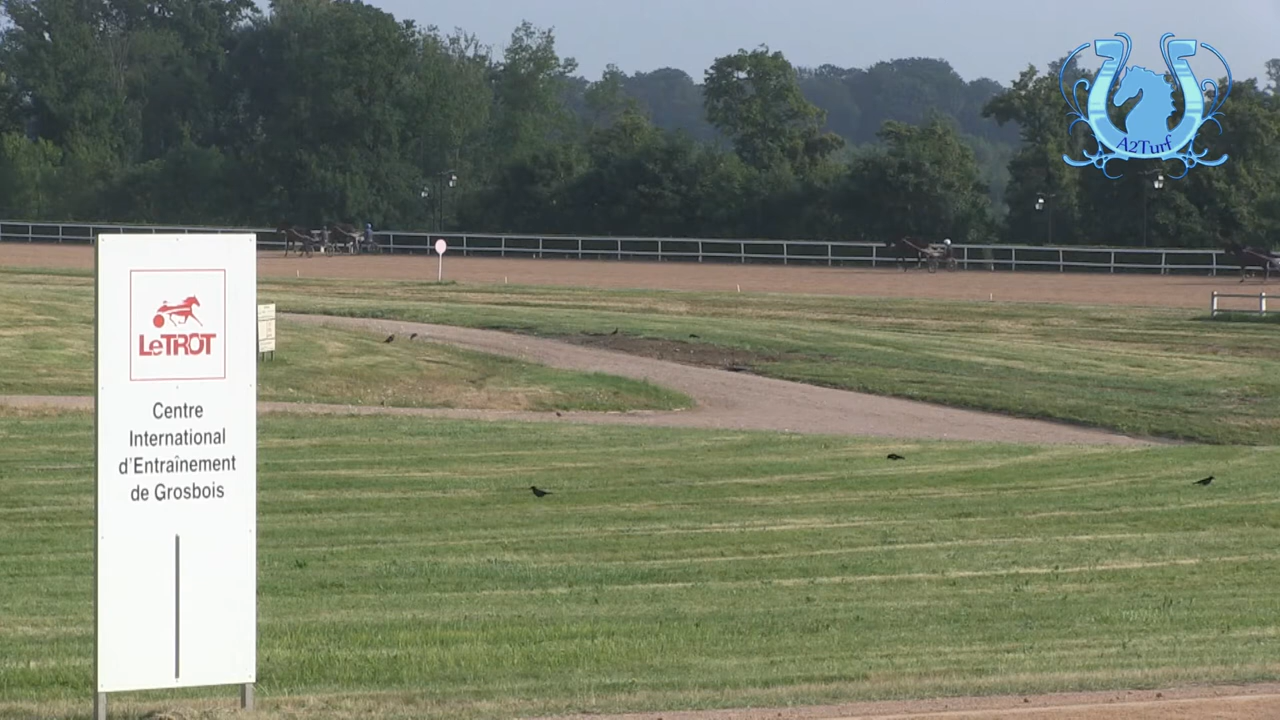 LeTROT
Centre
International
d'Entraînement
de Grosbois
A2Turf